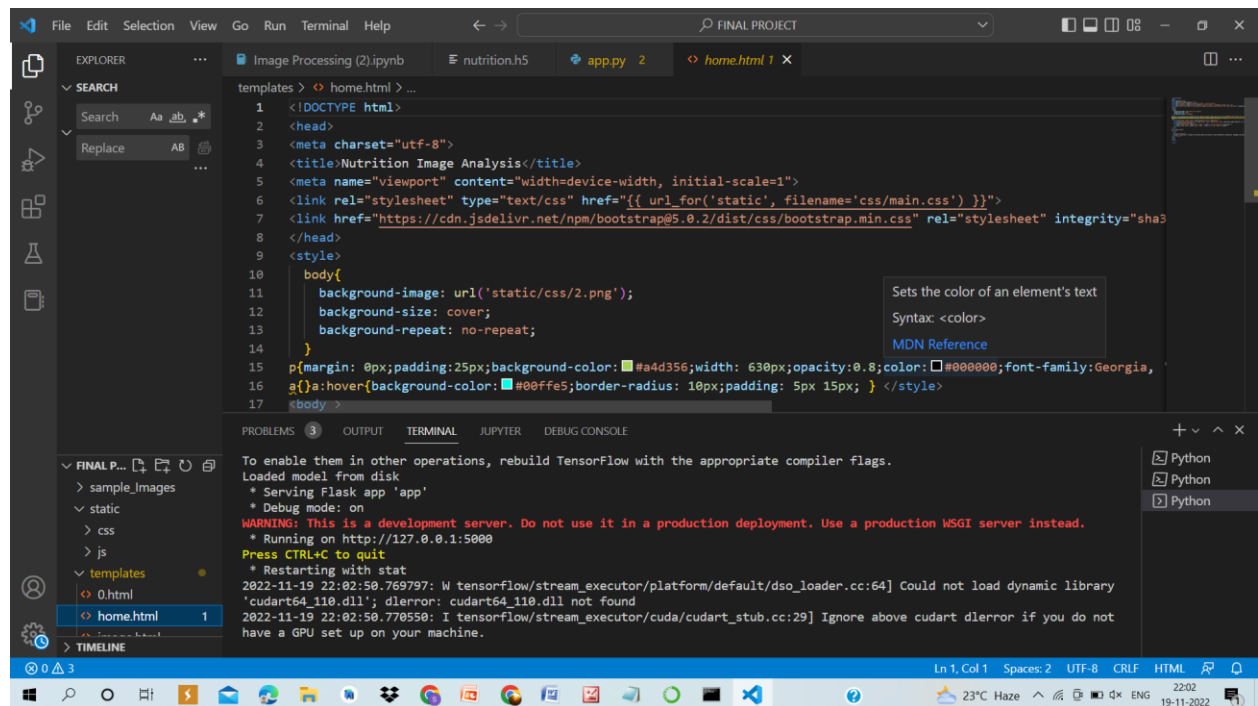 File Edit Selection View Go Run Terminal Help
FINAL PROJECT
EXPLORER
SEARCH
Search
Aa ab, .*
Replace
AB
Image Processing (2).ipynb
nutrition.h5
app.py 2
home.html 1
templates > home.html > ...
1 <!DOCTYPE html>
2 <head>
3 <meta charset="utf-8">
4 <title>Nutrition Image Analysis</title>
5 <meta name="viewport" content="width=device-width, initial-scale=1">
6 <link rel="stylesheet" type="text/css" href="{{ url_for('static', filename='css/main.css') }}">
7 <link href="https://cdn.jsdelivr.net/npm/bootstrap@5.0.2/dist/css/bootstrap.min.css" rel="stylesheet" integrity="sha3
8 </head>
9 <style>
10 body{
11 background-image: url('static/css/2.png');
12 background-size: cover;
13 background-repeat: no-repeat;
14 }
15 p{margin: 0px;padding:25px;background-color: #a4d356;width: 630px;opacity:0.8;color: #000000;font-family:Georgia, '
16 a{}a:hover{background-color: #00ffe5;border-radius: 10px;padding: 5px 15px; } </style>
17 <body >
Sets the color of an element's text
Syntax: <color>
MDN Reference
PROBLEMS 3 OUTPUT TERMINAL JUPYTER DEBUG CONSOLE
To enable them in other operations, rebuild TensorFlow with the appropriate compiler flags.
Loaded model from disk
* Serving Flask app 'app'
* Debug mode: on
WARNING: This is a development server. Do not use it in a production deployment. Use a production WSGI server instead.
* Running on http://127.0.0.1:5000
Press CTRL+C to quit
* Restarting with stat
2022-11-19 22:02:50.769797: W tensorflow/stream_executor/platform/default/dso_loader.cc:64] Could not load dynamic library
'cudart64_110.dll'; dlerror: cudart64_110.dll not found
2022-11-19 22:02:50.770550: I tensorflow/stream_executor/cuda/cudart_stub.cc:29] Ignore above cudart dlerror if you do not
have a GPU set up on your machine.
Python
Python
Python
FINAL P...
sample_Images
static
css
js
templates
0.html
home.html 1
TIMELINE
0 3
Ln 1, Col 1 Spaces: 2 UTF-8 CRLF HTML
23°C Haze
ENG
22:02
19-11-2022